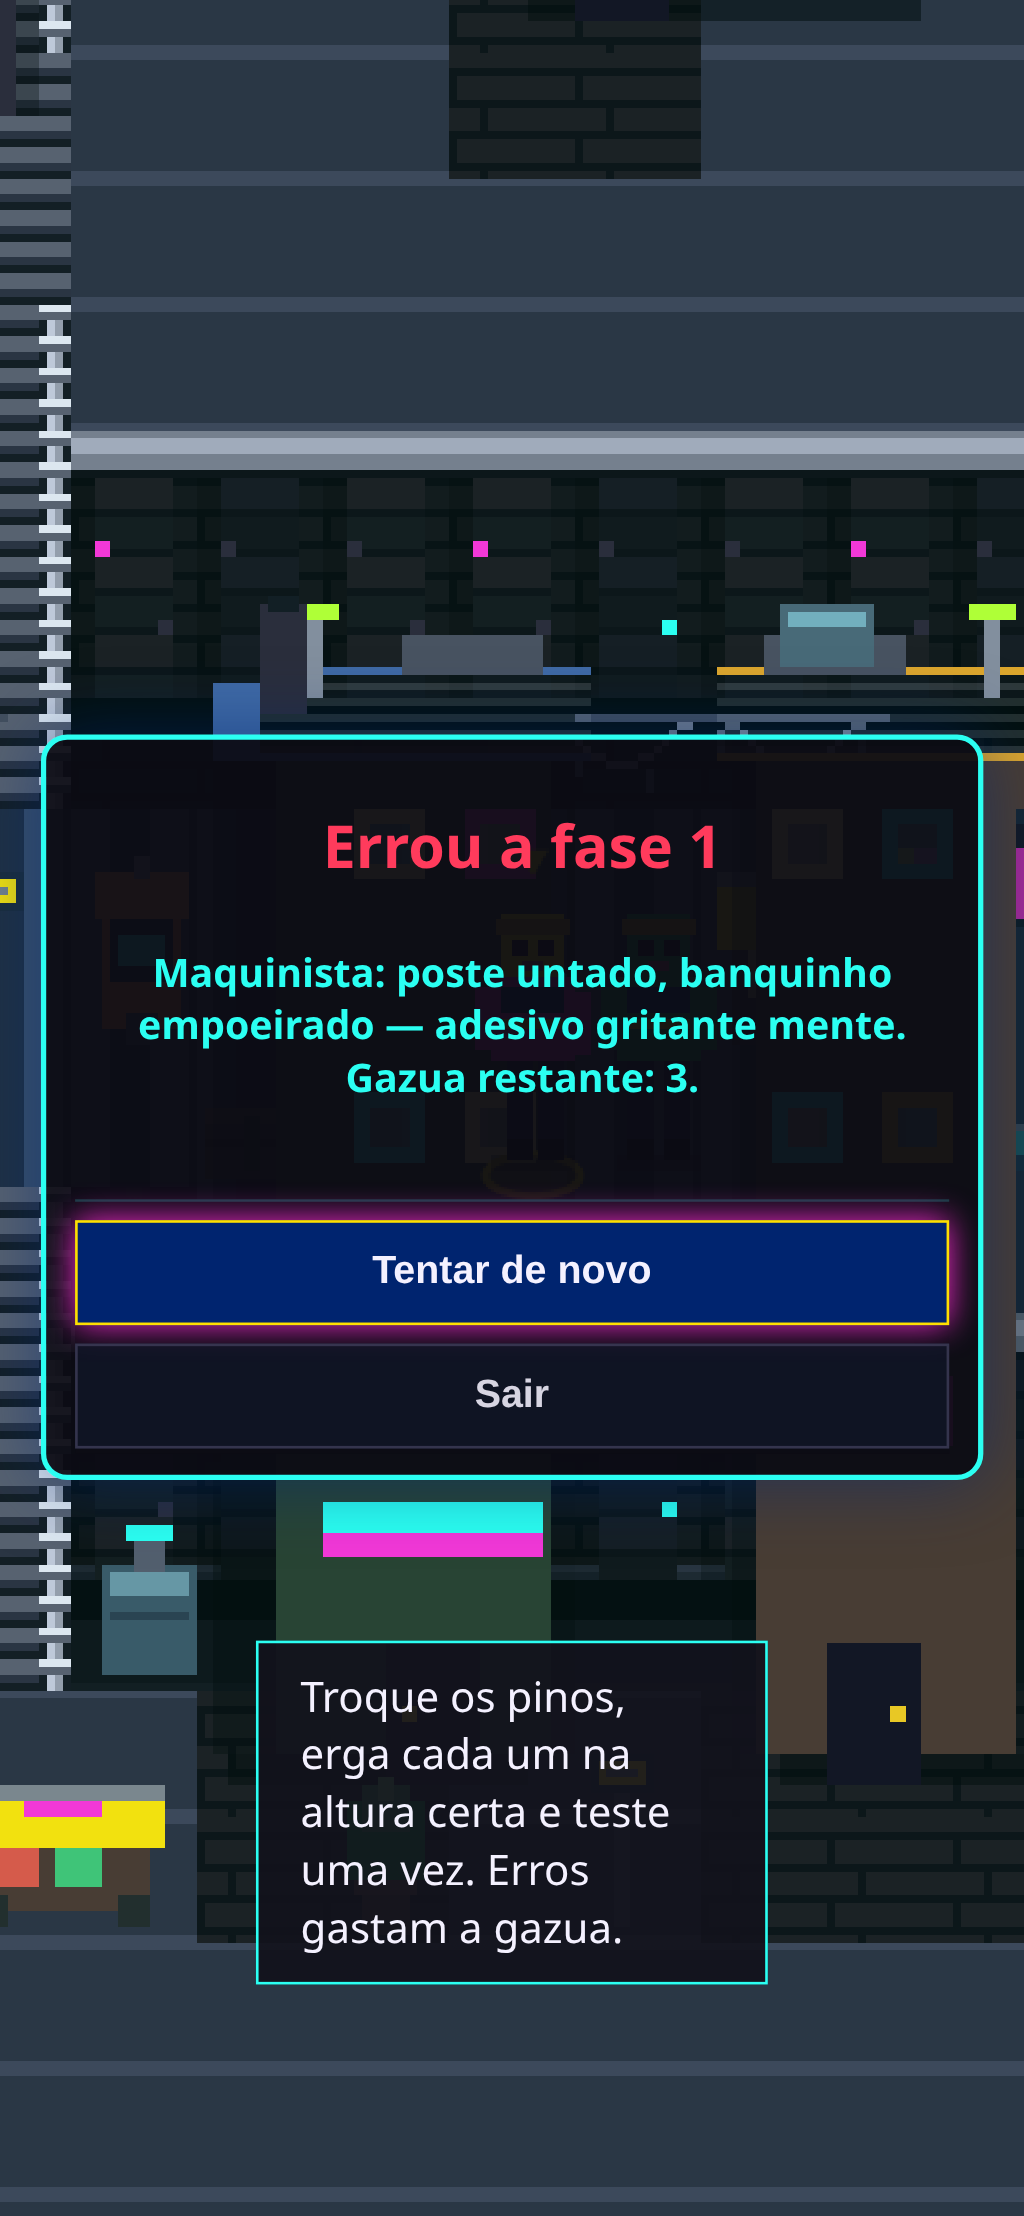 Errou a fase 1
Maquinista: poste untado, banquinho
empoeirado — adesivo gritante mente.
Gazua restante: 3.
Tentar de novo
Sair
Troque os pinos,
erga cada um na
altura certa e teste
uma vez. Erros
gastam a gazua.